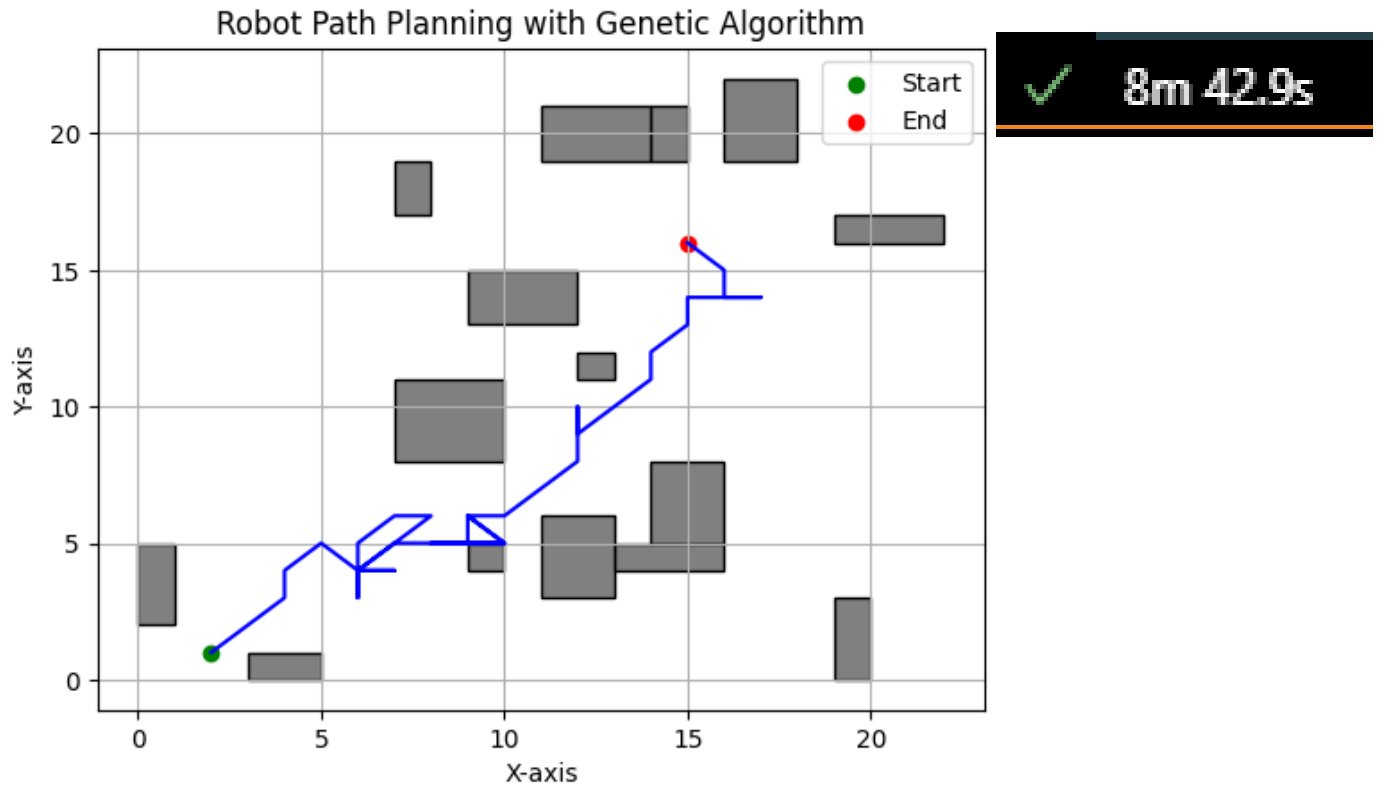 Robot Path Planning with Genetic Algorithm
Start
End
8m 42.9s
20
15
10
5
0
Y-axis
0
5
10
15
20
X-axis